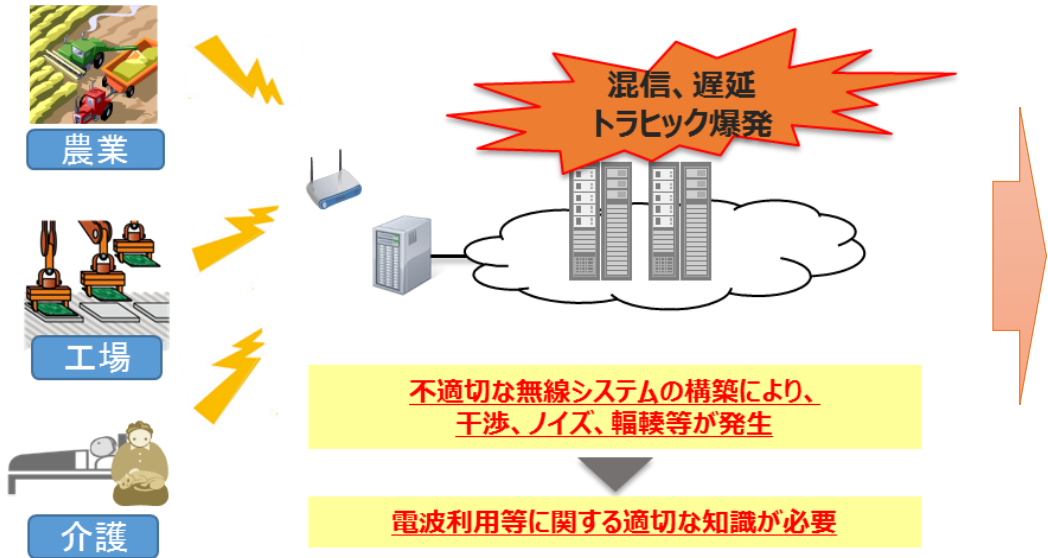 農業
混信、遅延
トラヒック爆発
工場
不適切な無線システムの構築により、
干渉、ノイズ、輻輳等が発生
介護
電波利用等に関する適切な知識が必要